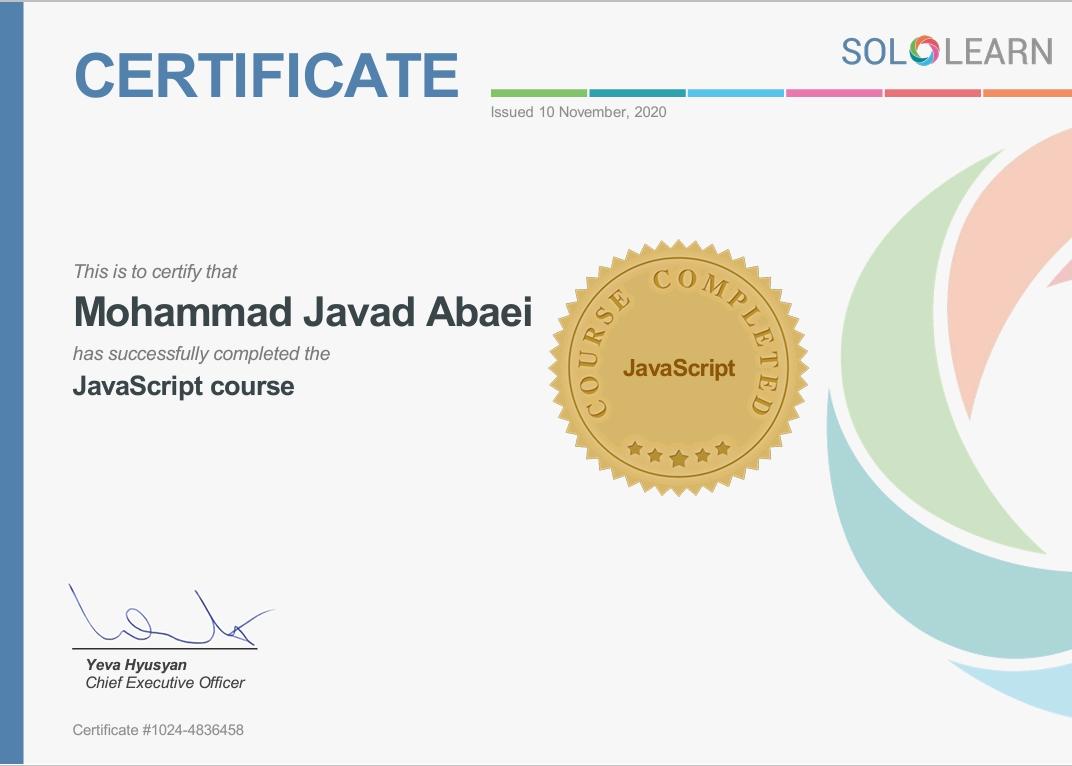 CERTIFICATE
SOLOLEARN
Issued 10 November, 2020
This is to certify that
Mohammad Javad Abaei
has successfully completed the
JavaScript course
COURSE COMPLETED
JavaScript
Yeva Hyusyan
Chief Executive Officer
Certificate #1024-4836458